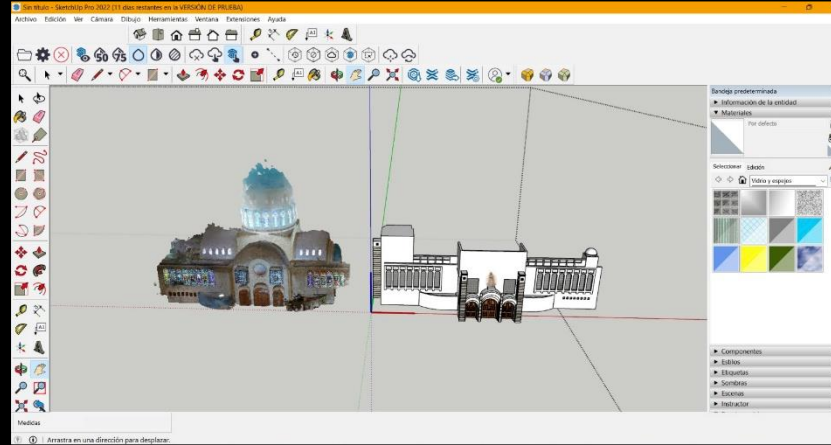 Sin título - SketchUp Pro 2022 (11 días restantes en la VERSIÓN DE PRUEBA)
Archivo Edición Ver Cámara Dibujo Herramientas Ventana Extensiones Ayuda
Bandeja predeterminada
Información de la entidad
Materiales
Por defecto
Seleccionar Edición
Vidrio y espejos
Componentes
Estilos
Etiquetas
Sombras
Escenas
Instructor
Medidas
Arrastra en una dirección para desplazar.